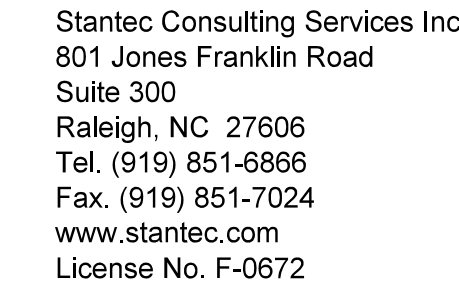 Stantec Consulting Services Inc
801 Jones Franklin Road
Suite 300
Raleigh, NC  27606
Tel. (919) 851-6866
Fax. (919) 851-7024
www.stantec.com
License No. F-0672